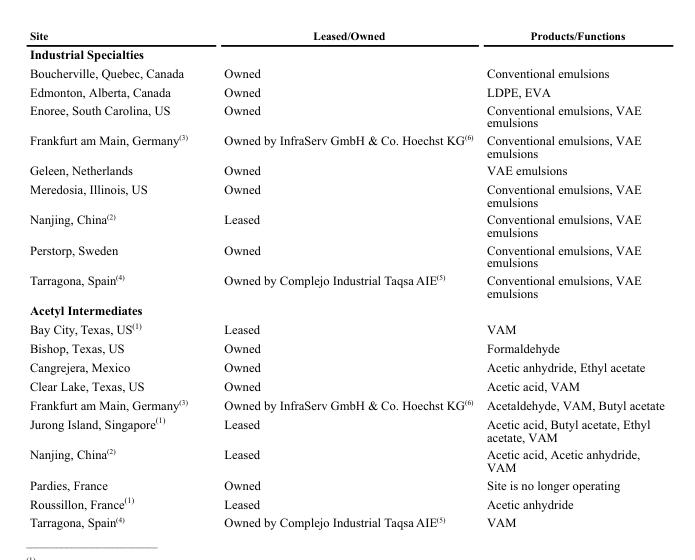 Site Leased/Owned Products/Functions
Industrial Specialties
Boucherville, Quebec, Canada Owned Conventional emulsions
Edmonton, Alberta, Canada Owned LDPE, EVA
Enoree, South Carolina, US Owned Conventional emulsions, VAE
emulsions
Frankfurt am Main, Germany(3) Owned by InfraServ GmbH & Co. Hoechst KG(6) Conventional emulsions, VAE
emulsions
Geleen, Netherlands Owned VAE emulsions
Meredosia, Illinois, US Owned Conventional emulsions, VAE
emulsions
Nanjing, China(2) Leased Conventional emulsions, VAE
emulsions
Perstorp, Sweden Owned Conventional emulsions, VAE
emulsions
Tarragona, Spain(4) Owned by Complejo Industrial Taqsa AIE(5) Conventional emulsions, VAE
emulsions
Acetyl Intermediates
Bay City, Texas, US(1) Leased VAM
Bishop, Texas, US Owned Formaldehyde
Cangrejera, Mexico Owned Acetic anhydride, Ethyl acetate
Clear Lake, Texas, US Owned Acetic acid, VAM
Frankfurt am Main, Germany(3) Owned by InfraServ GmbH & Co. Hoechst KG(6) Acetaldehyde, VAM, Butyl acetate
Jurong Island, Singapore(1) Leased Acetic acid, Butyl acetate, Ethyl
acetate, VAM
Nanjing, China(2) Leased Acetic acid, Acetic anhydride,
VAM
Pardies, France Owned Site is no longer operating
Roussillon, France(1) Leased Acetic anhydride
Tarragona, Spain(4) Owned by Complejo Industrial Taqsa AIE(5) VAM